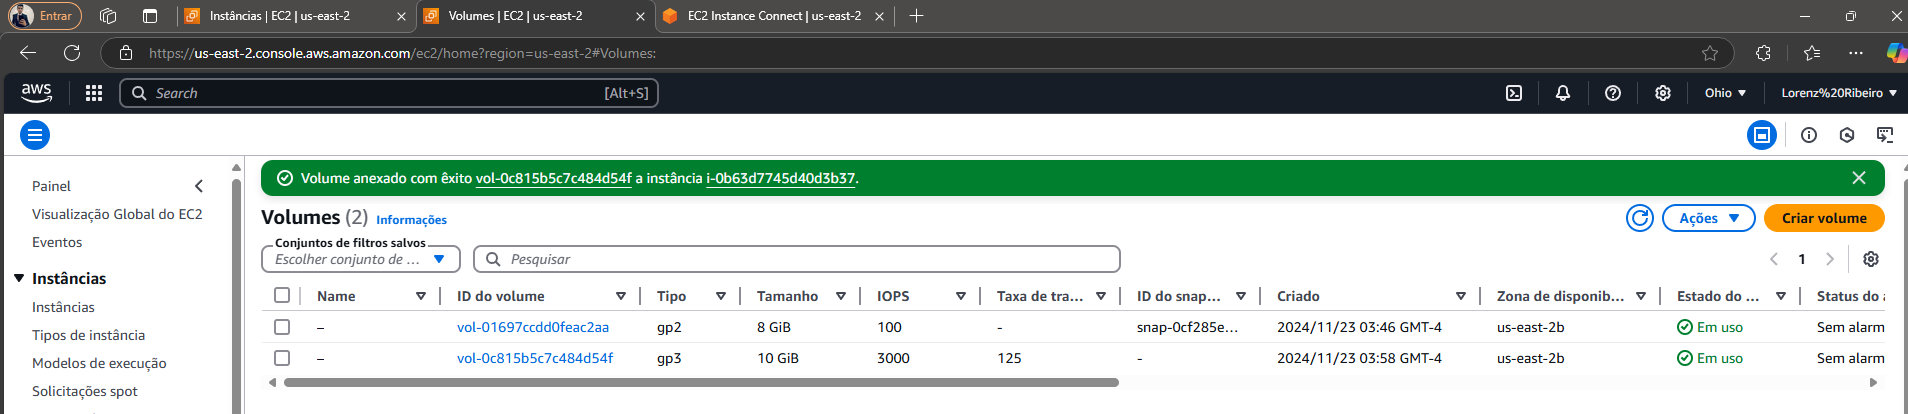 Entrar
Instâncias | EC2 | us-east-2
Volumes | EC2 | us-east-2
EC2 Instance Connect | us-east-2
https://us-east-2.console.aws.amazon.com/ec2/home?region=us-east-2#Volumes:
aws
Search [Alt+S]
Ohio
Lorenz%20Ribeiro
Painel
Visualização Global do EC2
Eventos
Instâncias
Instâncias
Tipos de instância
Modelos de execução
Solicitações spot
Volume anexado com êxito vol-0c815b5c7c484d54f a instância i-0b63d7745d40d3b37.
Volumes (2) Informações
Ações
Criar volume
Conjuntos de filtros salvos
Escolher conjunto de ...
Pesquisar
1
Name ID do volume Tipo Tamanho IOPS Taxa de tra... ID do snap... Criado Zona de disponib... Estado do ... Status do a
– vol-01697ccdd0feac2aa gp2 8 GiB 100 - snap-0cf285e... 2024/11/23 03:46 GMT-4 us-east-2b Em uso Sem alarm
– vol-0c815b5c7c484d54f gp3 10 GiB 3000 125 - 2024/11/23 03:58 GMT-4 us-east-2b Em uso Sem alarm